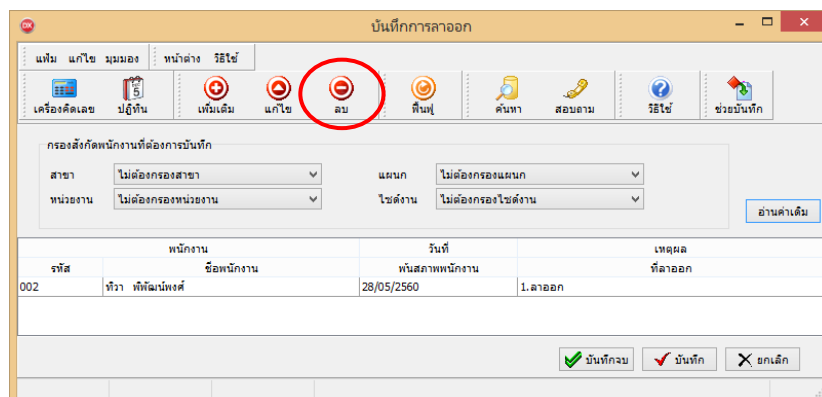 บันทึกการลาออก
แฟ้ม แก้ไข มุมมอง หน้าต่าง วิธีใช้
เครื่องคิดเลข ปฏิทิน เพิ่มเติม แก้ไข ลบ ฟื้นฟู ค้นหา สอบถาม วิธีใช้ ช่วยบันทึก
กรองสังกัดพนักงานที่ต้องการบันทึก
สาขา ไม่ต้องกรองสาขา แผนก ไม่ต้องกรองแผนก
หน่วยงาน ไม่ต้องกรองหน่วยงาน ไซด์งาน ไม่ต้องกรองไซด์งาน
อ่านค่าเดิม
พนักงาน วันที่ เหตุผล
รหัส ชื่อพนักงาน พ้นสภาพพนักงาน ที่ลาออก
002 ทิวา พิพัฒน์พงศ์ 28/05/2560 1.ลาออก
บันทึกจบ บันทึก ยกเลิก